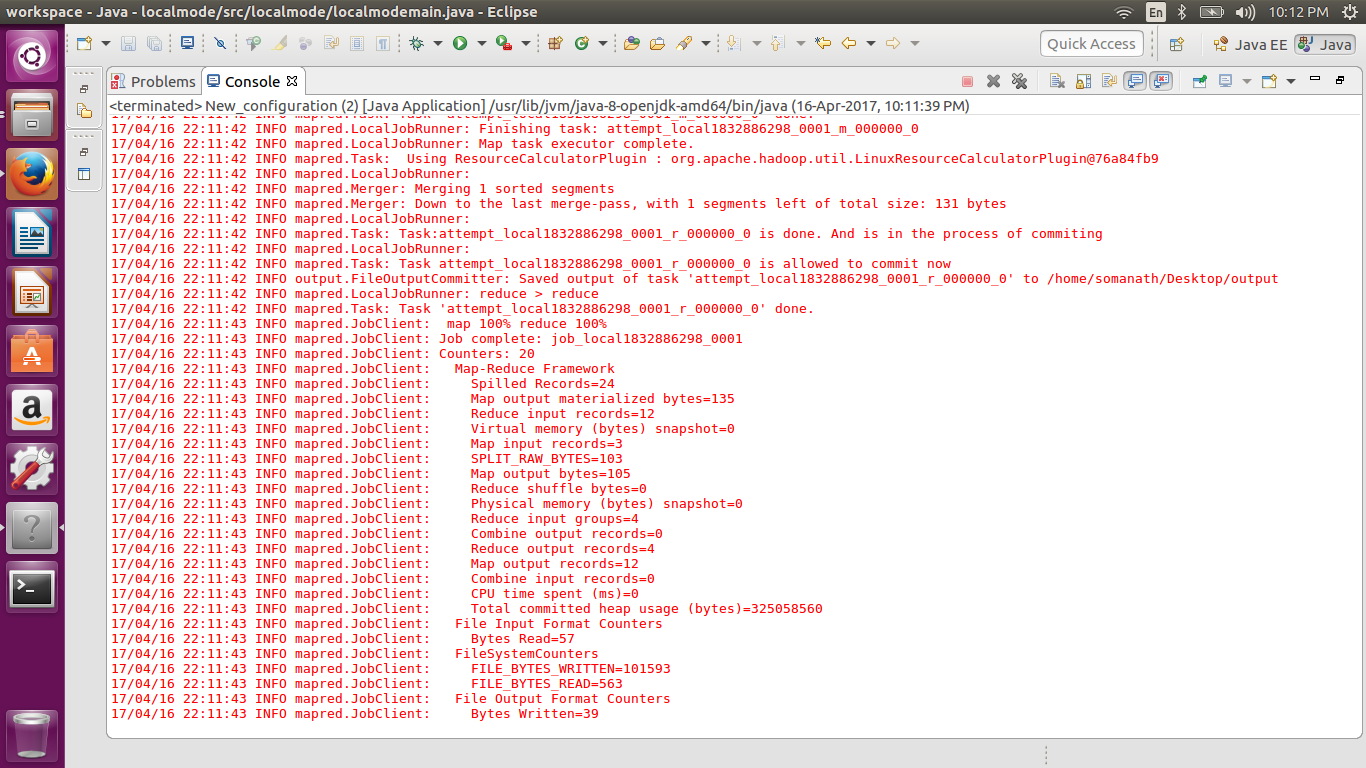 workspace - Java - localmode/src/localmode/localmodemain.java - Eclipse
En
10:12 PM
Quick Access
Java EE
Java
Problems
Console
<terminated> New_configuration (2) [Java Application] /usr/lib/jvm/java-8-openjdk-amd64/bin/java (16-Apr-2017, 10:11:39 PM)
17/04/16 22:11:42 INFO mapred.Task: Task 'attempt_local1832886298_0001_m_000000_0' done.
17/04/16 22:11:42 INFO mapred.LocalJobRunner: Finishing task: attempt_local1832886298_0001_m_000000_0
17/04/16 22:11:42 INFO mapred.LocalJobRunner: Map task executor complete.
17/04/16 22:11:42 INFO mapred.Task:  Using ResourceCalculatorPlugin : org.apache.hadoop.util.LinuxResourceCalculatorPlugin@76a84fb9
17/04/16 22:11:42 INFO mapred.LocalJobRunner:
17/04/16 22:11:42 INFO mapred.Merger: Merging 1 sorted segments
17/04/16 22:11:42 INFO mapred.Merger: Down to the last merge-pass, with 1 segments left of total size: 131 bytes
17/04/16 22:11:42 INFO mapred.LocalJobRunner:
17/04/16 22:11:42 INFO mapred.Task: Task:attempt_local1832886298_0001_r_000000_0 is done. And is in the process of commiting
17/04/16 22:11:42 INFO mapred.LocalJobRunner:
17/04/16 22:11:42 INFO mapred.Task: Task attempt_local1832886298_0001_r_000000_0 is allowed to commit now
17/04/16 22:11:42 INFO output.FileOutputCommitter: Saved output of task 'attempt_local1832886298_0001_r_000000_0' to /home/somanath/Desktop/output
17/04/16 22:11:42 INFO mapred.LocalJobRunner: reduce > reduce
17/04/16 22:11:42 INFO mapred.Task: Task 'attempt_local1832886298_0001_r_000000_0' done.
17/04/16 22:11:43 INFO mapred.JobClient:  map 100% reduce 100%
17/04/16 22:11:43 INFO mapred.JobClient: Job complete: job_local1832886298_0001
17/04/16 22:11:43 INFO mapred.JobClient: Counters: 20
17/04/16 22:11:43 INFO mapred.JobClient:   Map-Reduce Framework
17/04/16 22:11:43 INFO mapred.JobClient:     Spilled Records=24
17/04/16 22:11:43 INFO mapred.JobClient:     Map output materialized bytes=135
17/04/16 22:11:43 INFO mapred.JobClient:     Reduce input records=12
17/04/16 22:11:43 INFO mapred.JobClient:     Virtual memory (bytes) snapshot=0
17/04/16 22:11:43 INFO mapred.JobClient:     Map input records=3
17/04/16 22:11:43 INFO mapred.JobClient:     SPLIT_RAW_BYTES=103
17/04/16 22:11:43 INFO mapred.JobClient:     Map output bytes=105
17/04/16 22:11:43 INFO mapred.JobClient:     Reduce shuffle bytes=0
17/04/16 22:11:43 INFO mapred.JobClient:     Physical memory (bytes) snapshot=0
17/04/16 22:11:43 INFO mapred.JobClient:     Reduce input groups=4
17/04/16 22:11:43 INFO mapred.JobClient:     Combine output records=0
17/04/16 22:11:43 INFO mapred.JobClient:     Reduce output records=4
17/04/16 22:11:43 INFO mapred.JobClient:     Map output records=12
17/04/16 22:11:43 INFO mapred.JobClient:     Combine input records=0
17/04/16 22:11:43 INFO mapred.JobClient:     CPU time spent (ms)=0
17/04/16 22:11:43 INFO mapred.JobClient:     Total committed heap usage (bytes)=325058560
17/04/16 22:11:43 INFO mapred.JobClient:   File Input Format Counters
17/04/16 22:11:43 INFO mapred.JobClient:     Bytes Read=57
17/04/16 22:11:43 INFO mapred.JobClient:   FileSystemCounters
17/04/16 22:11:43 INFO mapred.JobClient:     FILE_BYTES_WRITTEN=101593
17/04/16 22:11:43 INFO mapred.JobClient:     FILE_BYTES_READ=563
17/04/16 22:11:43 INFO mapred.JobClient:   File Output Format Counters
17/04/16 22:11:43 INFO mapred.JobClient:     Bytes Written=39